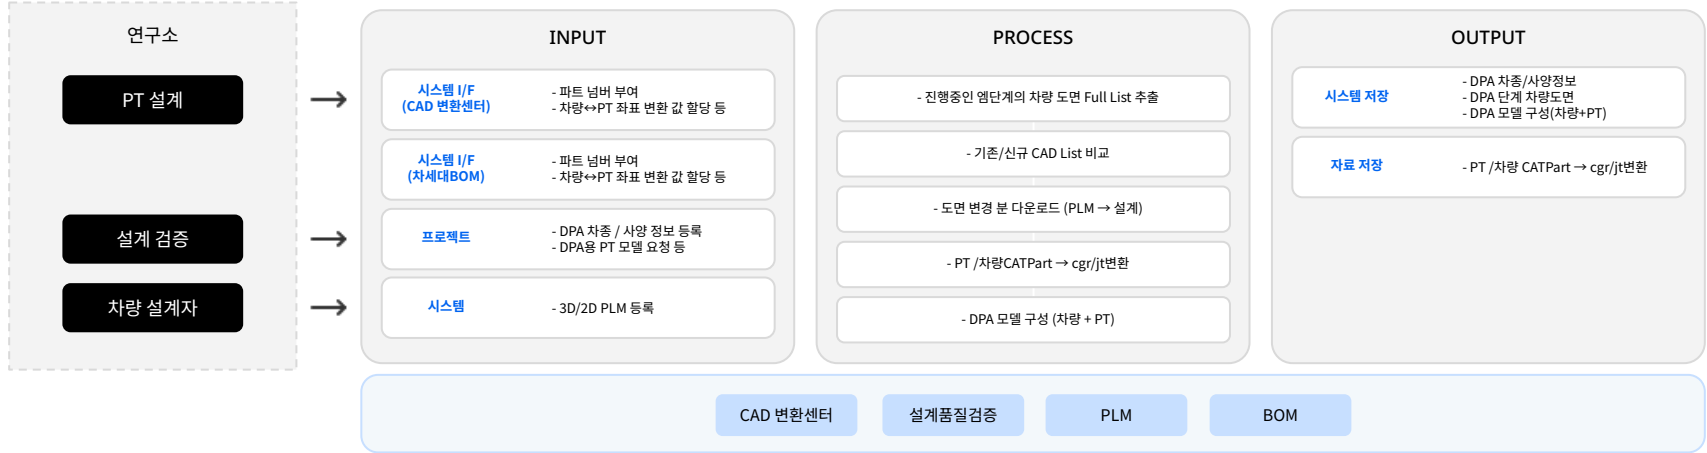 연구소
PT 설계
설계 검증
차량 설계자
INPUT
시스템 I/F
(CAD 변환센터)
- 파트 넘버 부여
- 차량↔PT 좌표 변환 값 할당 등
시스템 I/F
(차세대BOM)
- 파트 넘버 부여
- 차량↔PT 좌표 변환 값 할당 등
프로젝트
- DPA 차종 / 사양 정보 등록
- DPA용 PT 모델 요청 등
시스템
- 3D/2D PLM 등록
PROCESS
- 진행중인 엠단계의 차량 도면 Full List 추출
- 기존/신규 CAD List 비교
- 도면 변경 분 다운로드 (PLM → 설계)
- PT /차량CATPart → cgr/jt변환
- DPA 모델 구성 (차량 + PT)
OUTPUT
시스템 저장
- DPA 차종/사양정보
- DPA 단계 차량도면
- DPA 모델 구성(차량+PT)
자료 저장
- PT /차량 CATPart → cgr/jt변환
CAD 변환센터
설계품질검증
PLM
BOM